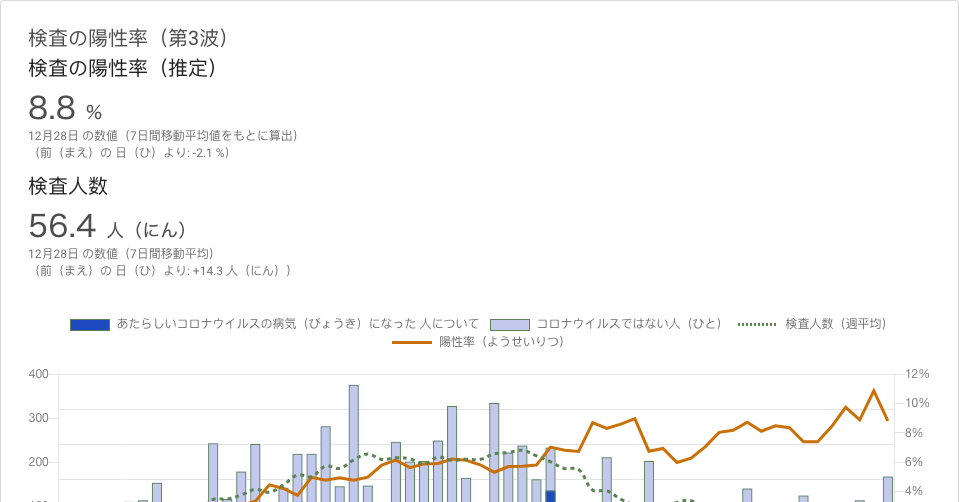 検査の陽性率（第3波）
検査の陽性率（推定）
8.8 %
12月28日 の数値（7日間移動平均値をもとに算出）
（前（まえ）の 日（ひ）より: -2.1 %）
検査人数
56.4 人（にん）
12月28日 の数値（7日間移動平均）
（前（まえ）の 日（ひ）より: +14.3 人（にん））
あたらしいコロナウイルスの病気（びょうき）になった 人について コロナウイルスではない人（ひと） 検査人数（週平均）
陽性率（ようせいりつ）
400 12%
300 10%
8%
200 6%
4%